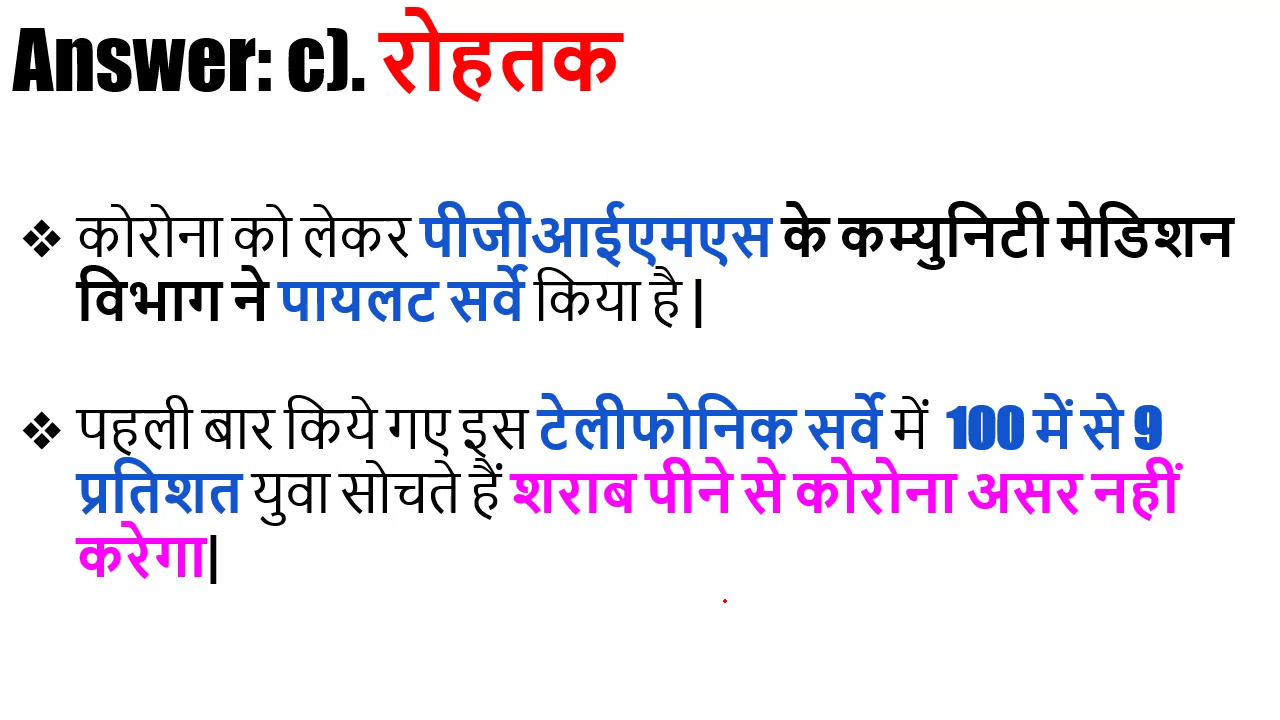 Answer: c). रोहतक
❖ कोरोना को लेकर पीजीआईएमएस के कम्युनिटी मेडिशन
विभाग ने पायलट सर्वे किया है |
❖ पहली बार किये गए इस टेलीफोनिक सर्वे में 100 में से 9
प्रतिशत युवा सोचते हैं शराब पीने से कोरोना असर नहीं
करेगा|